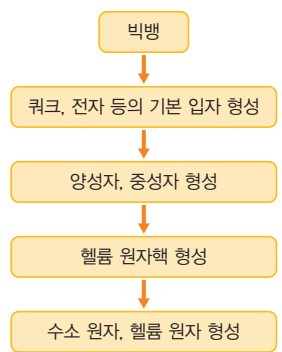 빅뱅
쿼크, 전자 등의 기본 입자 형성
양성자, 중성자 형성
헬륨 원자핵 형성
수소 원자, 헬륨 원자 형성